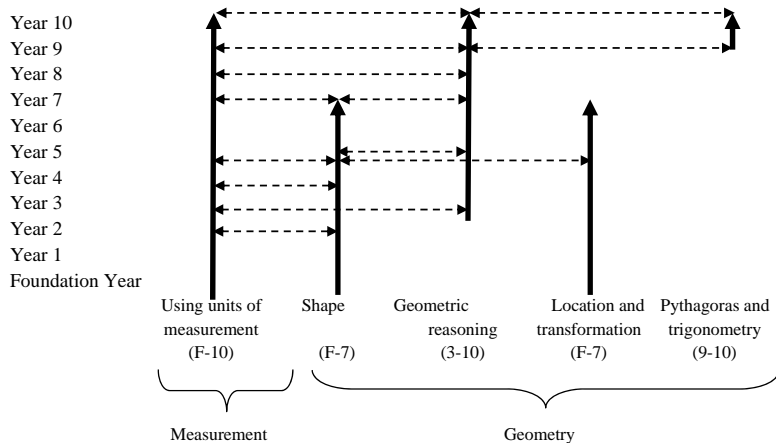 Year 10
Year 9
Year 8
Year 7
Year 6
Year 5
Year 4
Year 3
Year 2
Year 1
Foundation Year
Using units of
measurement
(F-10)
Shape
(F-7)
Geometric
reasoning
(3-10)
Location and
transformation
(F-7)
Pythagoras and
trigonometry
(9-10)
Measurement
Geometry